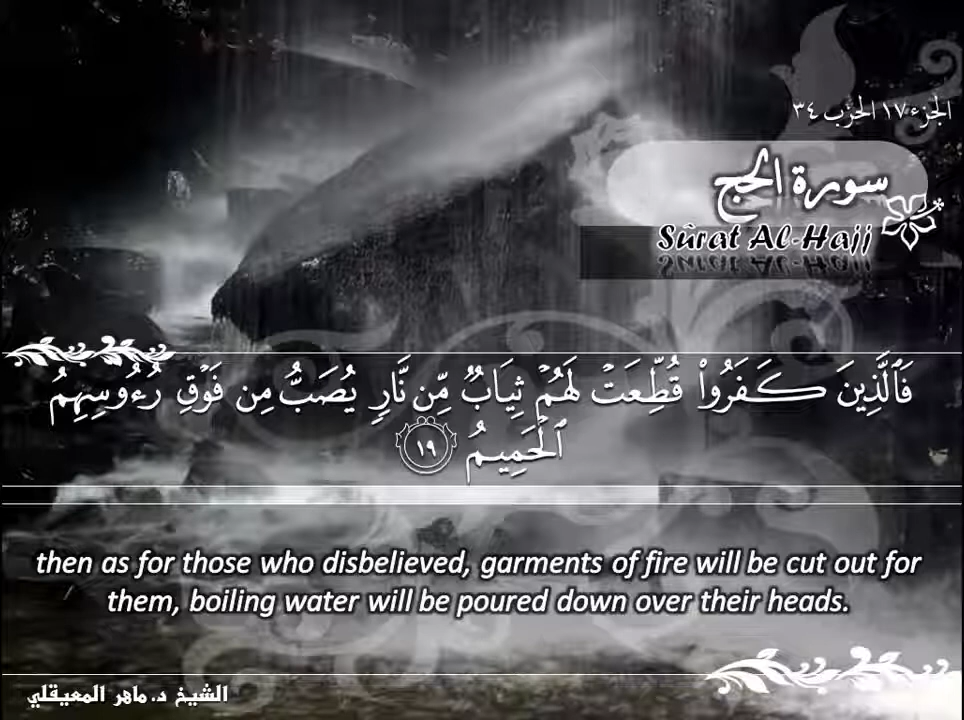 الجزء ١٧ الحزب ٣٤
سورة الحج
Sûrat Al-Hajj
فَٱلَّذِينَ كَفَرُوا۟ قُطِّعَتْ لَهُمْ ثِيَابٌ مِّن نَّارٍ يُصَبُّ مِن فَوْقِ رُءُوسِهِمُ
ٱلْحَمِيمُ ١٩
then as for those who disbelieved, garments of fire will be cut out for
them, boiling water will be poured down over their heads.
الشيخ د. ماهر المعيقلي